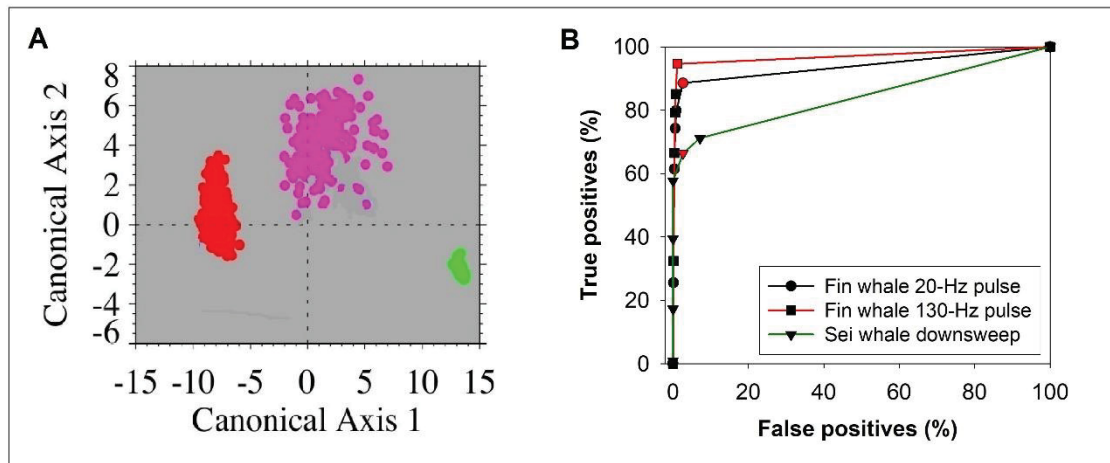 A
Canonical Axis 2
8
6
4
2
0
-2
-4
-6
-15 -10 -5 0 5 10 15
Canonical Axis 1
B
True positives (%)
100
80
60
40
20
0
0 20 40 60 80 100
False positives (%)
Fin whale 20-Hz pulse
Fin whale 130-Hz pulse
Sei whale downsweep